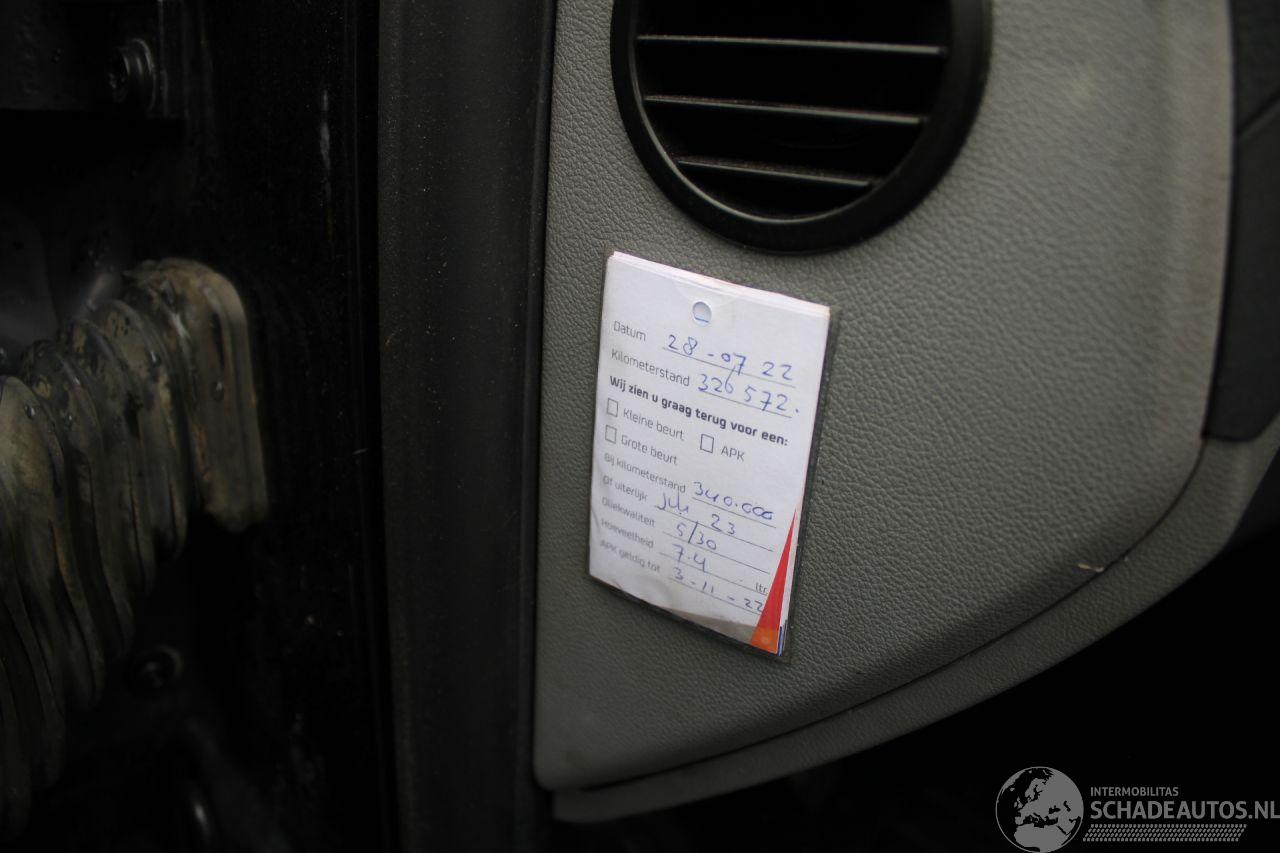 Datum 28-07 22
Kilometerstand 326 572.
Wij zien u graag terug voor een:
Kleine beurt APK
Grote beurt
Bij kilometerstand 340.000
Of uiterlijk juli 23
Oliekwaliteit 5/30
Hoeveelheid 7.4 ltr.
APK geldig tot 3-11-22
INTERMOBILITAS
SCHADEAUTOS.NL